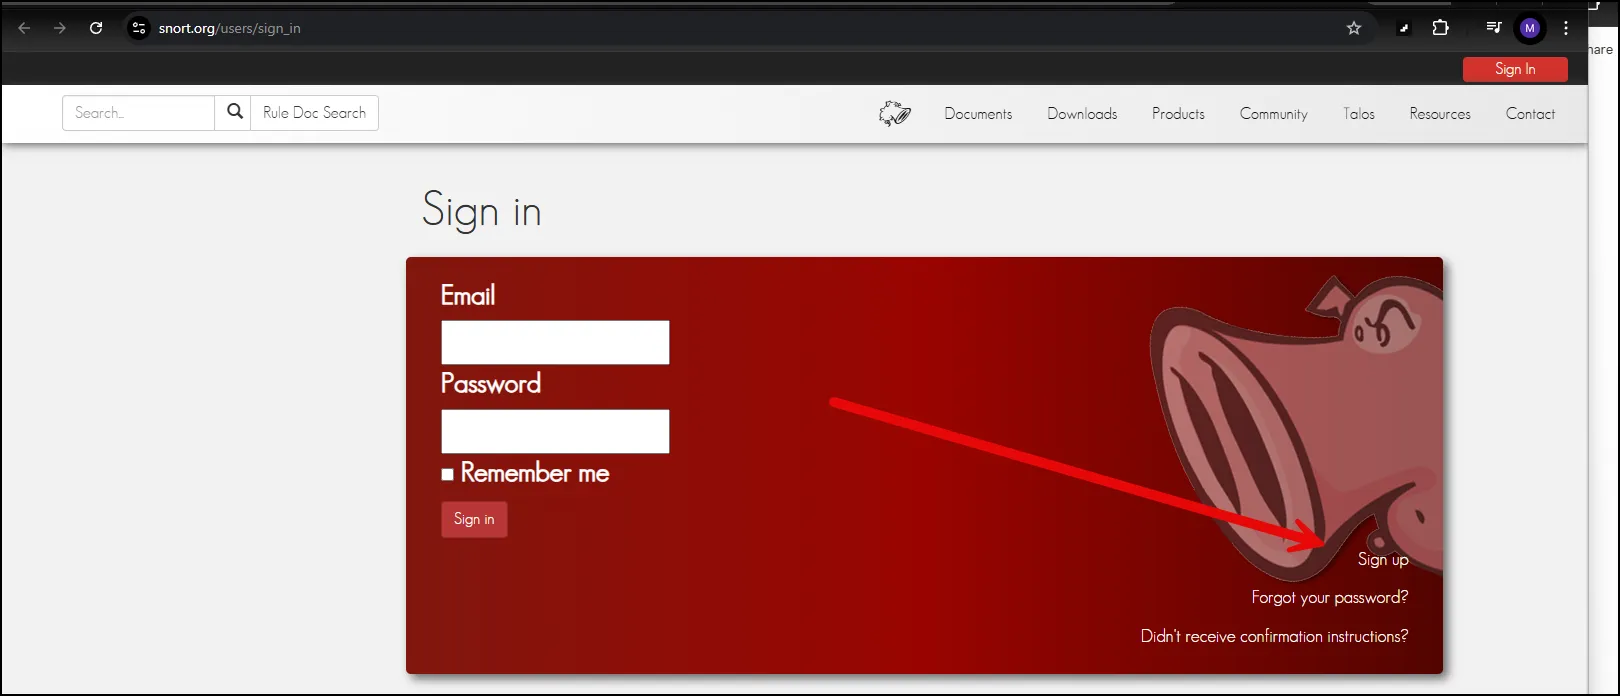 snort.org/users/sign_in
M
hare
Sign In
Search...
Rule Doc Search
Documents
Downloads
Products
Community
Talos
Resources
Contact
Sign in
Email
Password
Remember me
Sign in
Sign up
Forgot your password?
Didn't receive confirmation instructions?